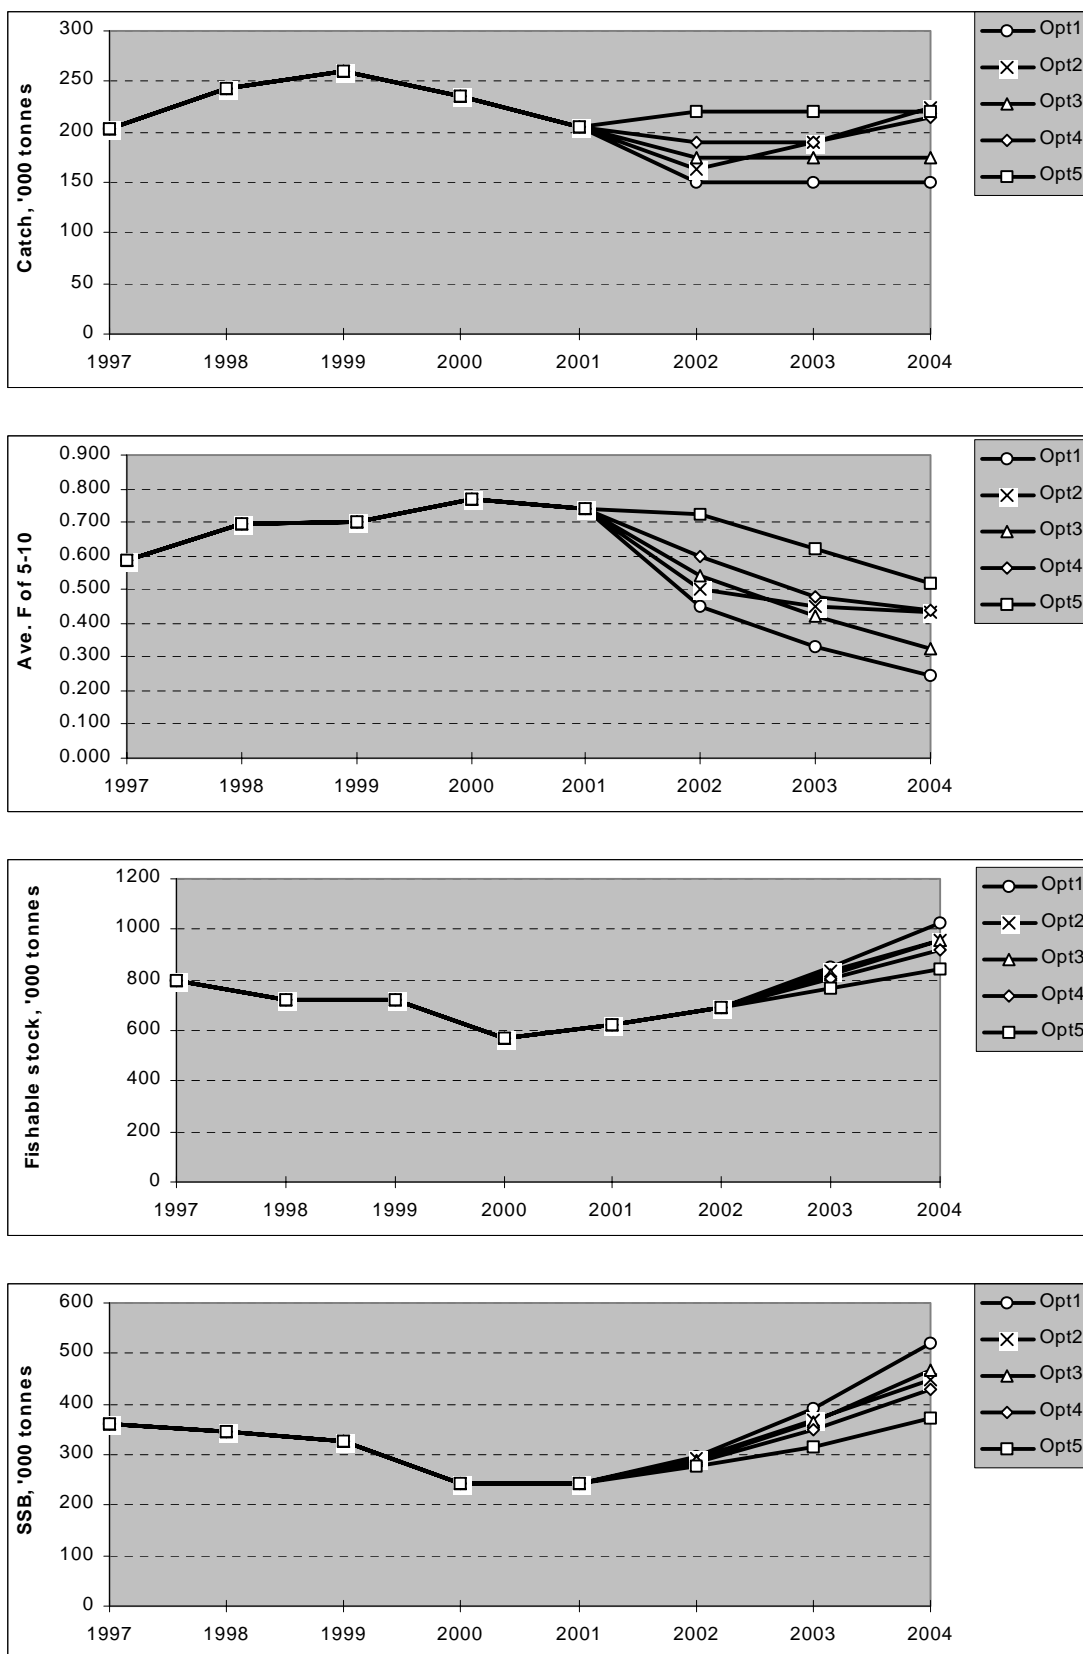 Catch, '000 tonnes
300
250
200
150
100
50
0
1997 1998 1999 2000 2001 2002 2003 2004
Opt1
Opt2
Opt3
Opt4
Opt5
Ave. F of 5-10
0.900
0.800
0.700
0.600
0.500
0.400
0.300
0.200
0.100
0.000
1997 1998 1999 2000 2001 2002 2003 2004
Opt1
Opt2
Opt3
Opt4
Opt5
Fishable stock, '000 tonnes
1200
1000
800
600
400
200
0
1997 1998 1999 2000 2001 2002 2003 2004
Opt1
Opt2
Opt3
Opt4
Opt5
SSB, '000 tonnes
600
500
400
300
200
100
0
1997 1998 1999 2000 2001 2002 2003 2004
Opt1
Opt2
Opt3
Opt4
Opt5